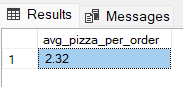 Results Messages
avg_pizza_per_order
1 2.32